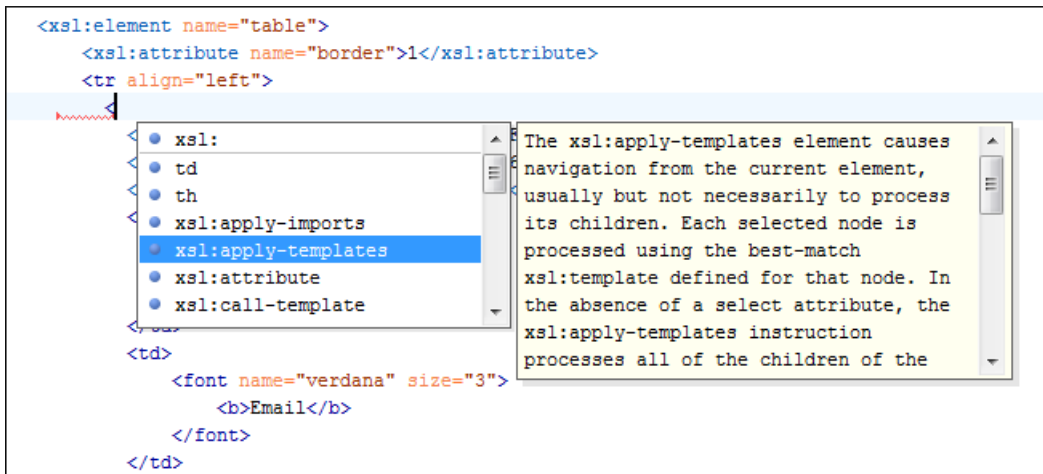 <xsl:element name="table">
<xsl:attribute name="border">1</xsl:attribute>
<tr align="left">
<
xsl:
td
th
xsl:apply-imports
xsl:apply-templates
xsl:attribute
xsl:call-template
The xsl:apply-templates element causes
navigation from the current element,
usually but not necessarily to process
its children. Each selected node is
processed using the best-match
xsl:template defined for that node. In
the absence of a select attribute, the
xsl:apply-templates instruction
processes all of the children of the
<td>
<font name="verdana" size="3">
<b>Email</b>
</font>
</td>